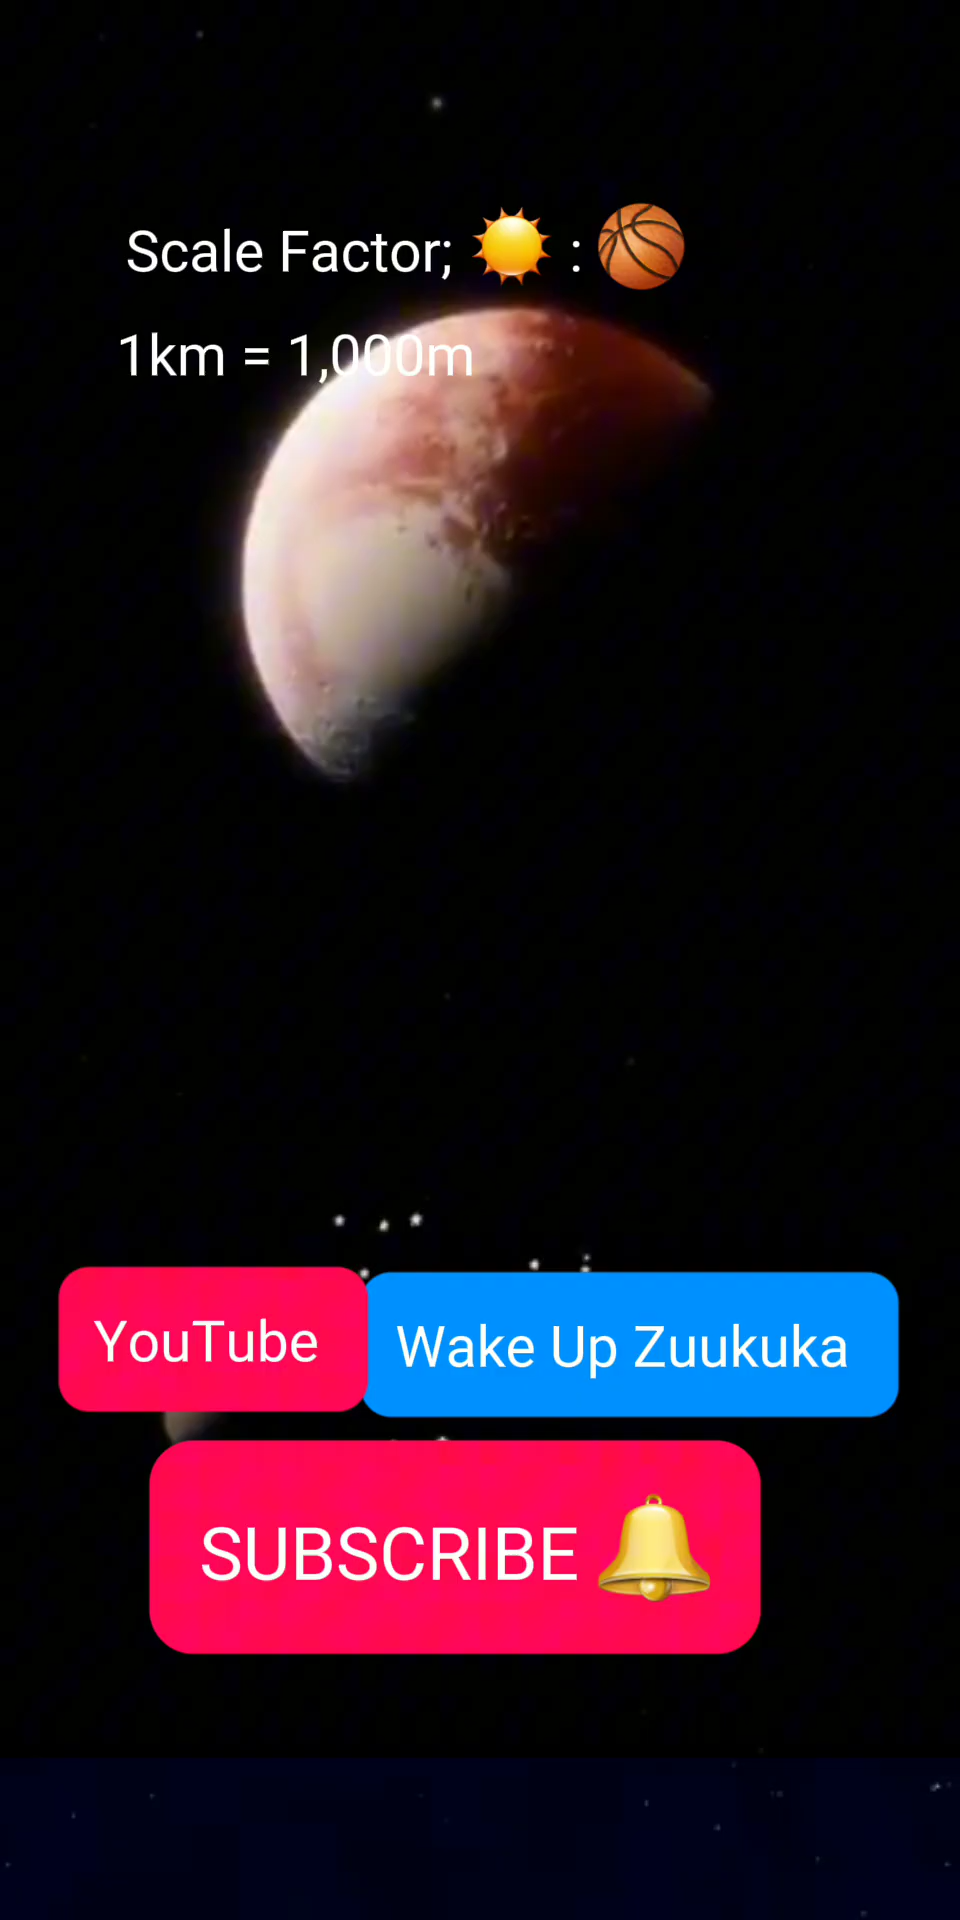 Scale Factor; ☀️ : 🏀
1km = 1,000m
YouTube
Wake Up Zuukuka
SUBSCRIBE 🔔